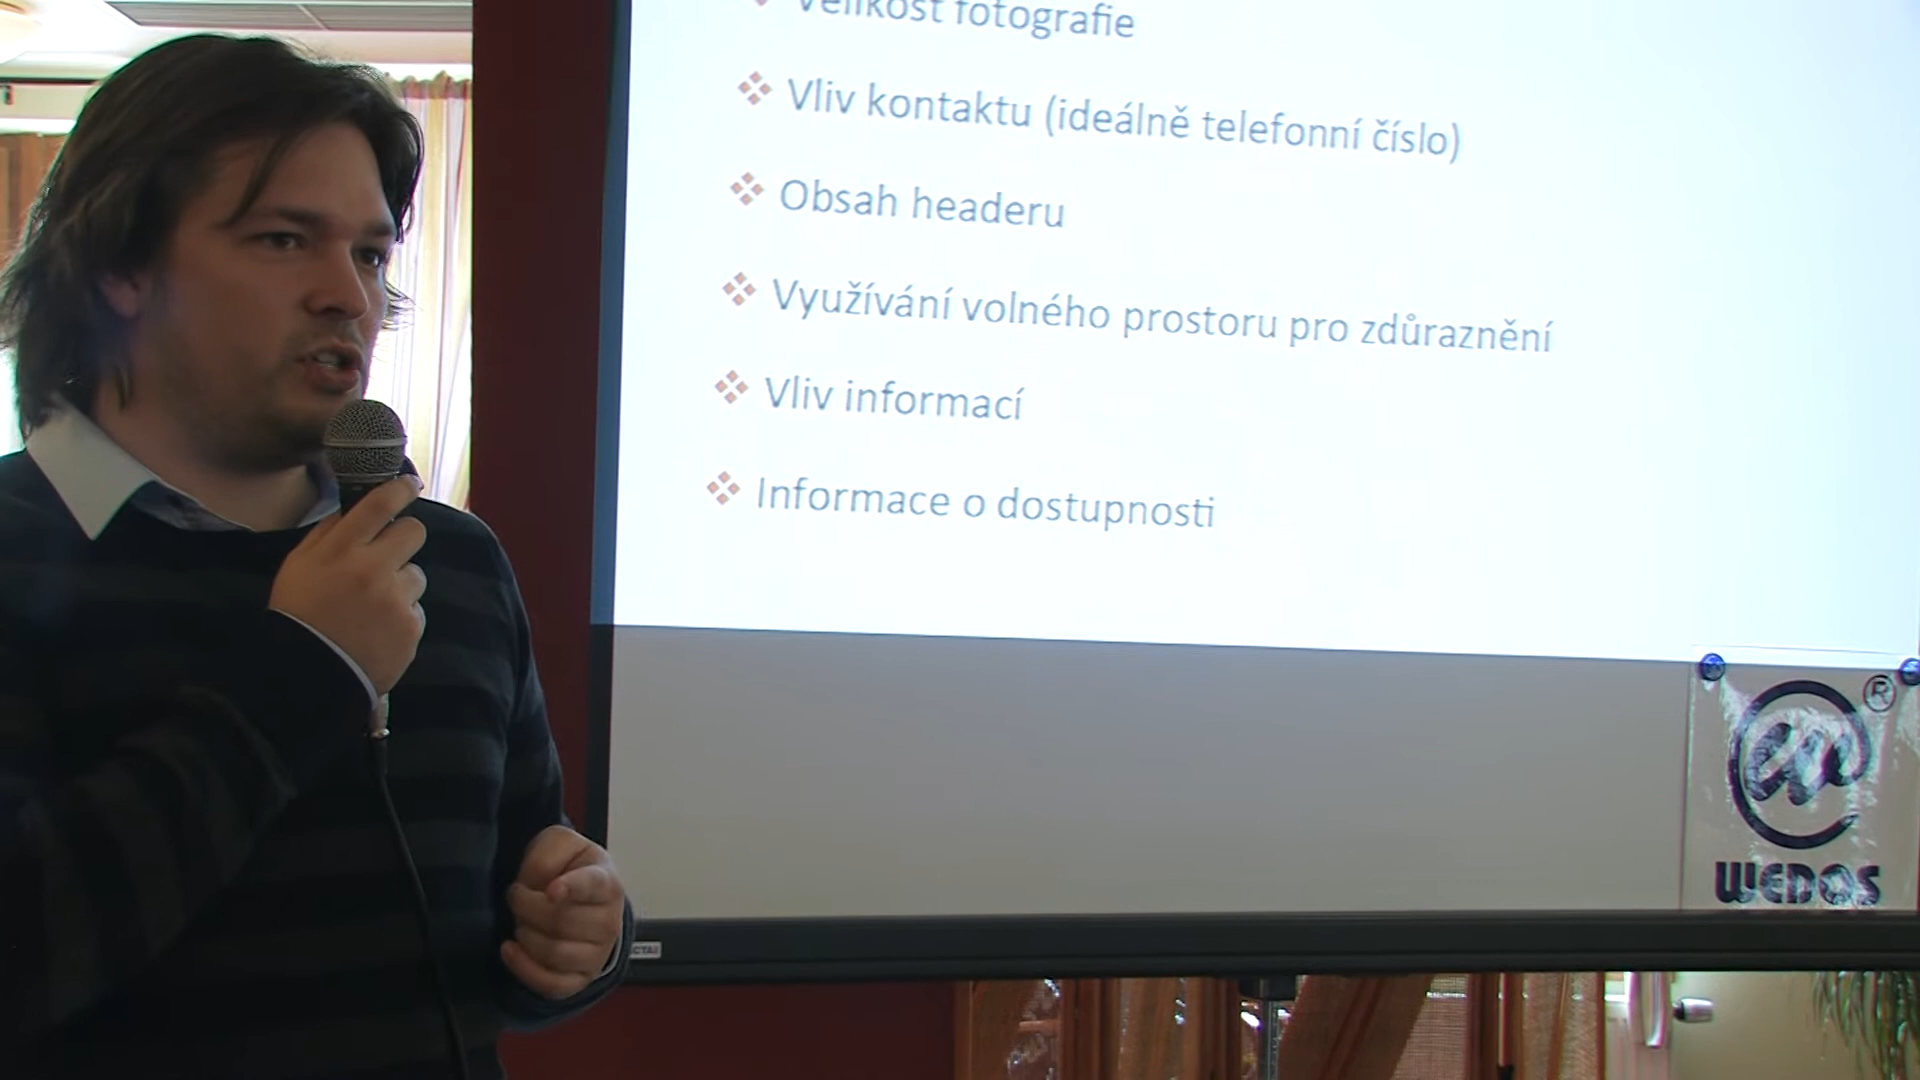 Velikost fotografie
Vliv kontaktu (ideálně telefonní číslo)
Obsah headeru
Využívání volného prostoru pro zdůraznění
Vliv informací
Informace o dostupnosti
®
WEDOS